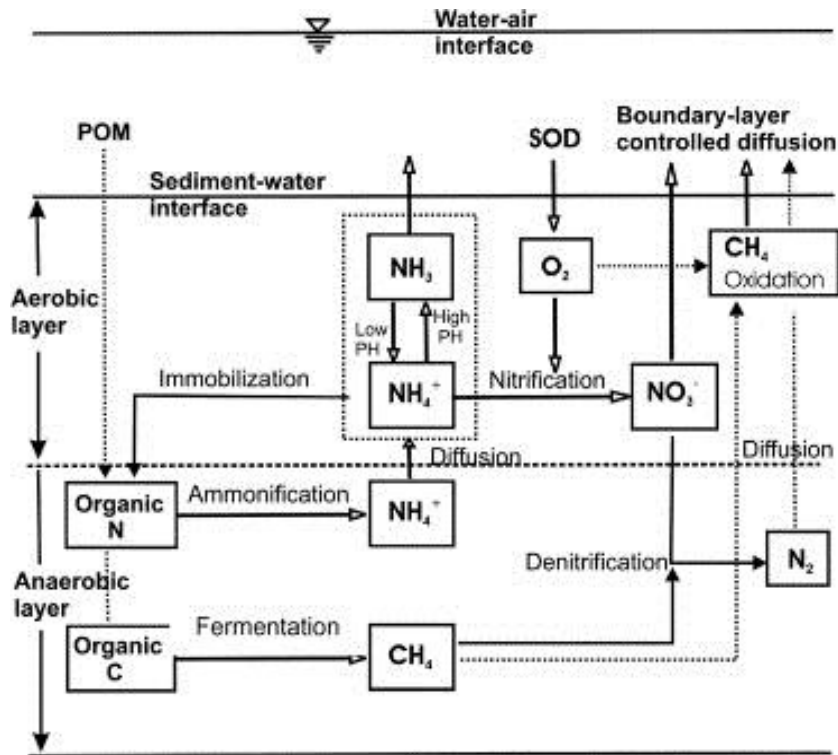 Water-air
interface
POM
SOD
Boundary-layer
controlled diffusion
Sediment-water
interface
NH₃
O₂
CH₄
Oxidation
Aerobic
layer
Low
PH
High
PH
Immobilization
NH₄⁺
Nitrification
NO₃⁻
Diffusion
Diffusion
Organic
N
Ammonification
NH₄⁺
Denitrification
N₂
Anaerobic
layer
Organic
C
Fermentation
CH₄